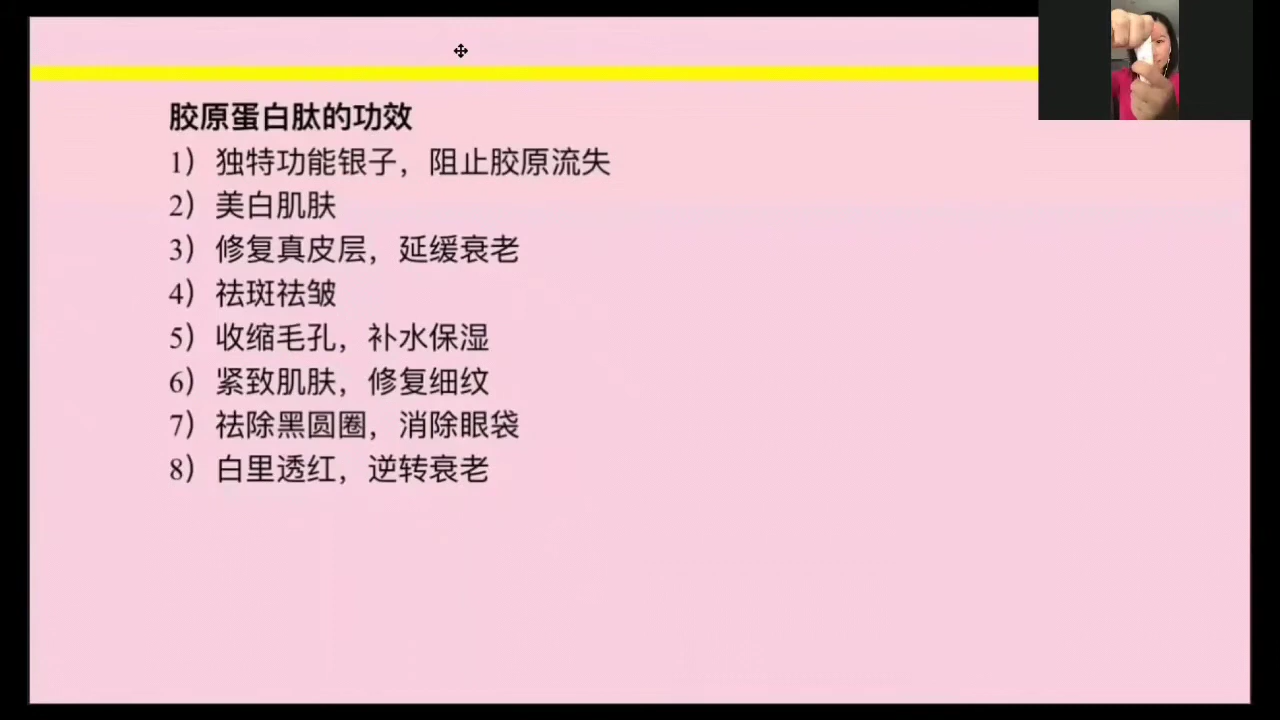 胶原蛋白肽的功效
1）独特功能银子，阻止胶原流失
2）美白肌肤
3）修复真皮层，延缓衰老
4）祛斑祛皱
5）收缩毛孔，补水保湿
6）紧致肌肤，修复细纹
7）祛除黑圆圈，消除眼袋
8）白里透红，逆转衰老